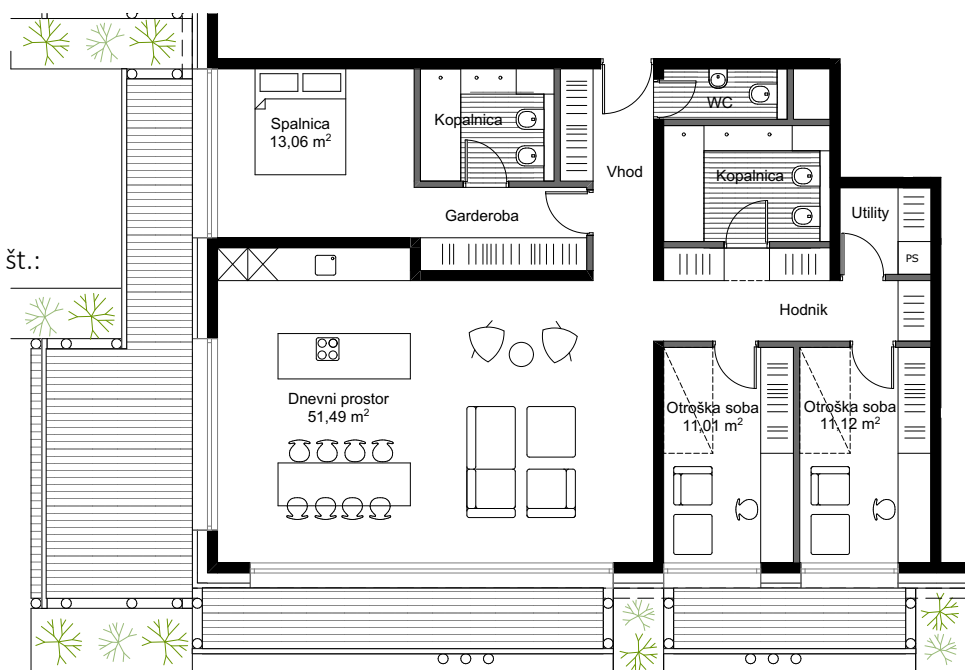 WC
Spalnica
13,06 m²
Kopalnica
Vhod
Kopalnica
Garderoba
Utility
PS
št.:
Hodnik
Dnevni prostor
51,49 m²
Otroška soba
11,01 m²
Otroška soba
11,12 m²